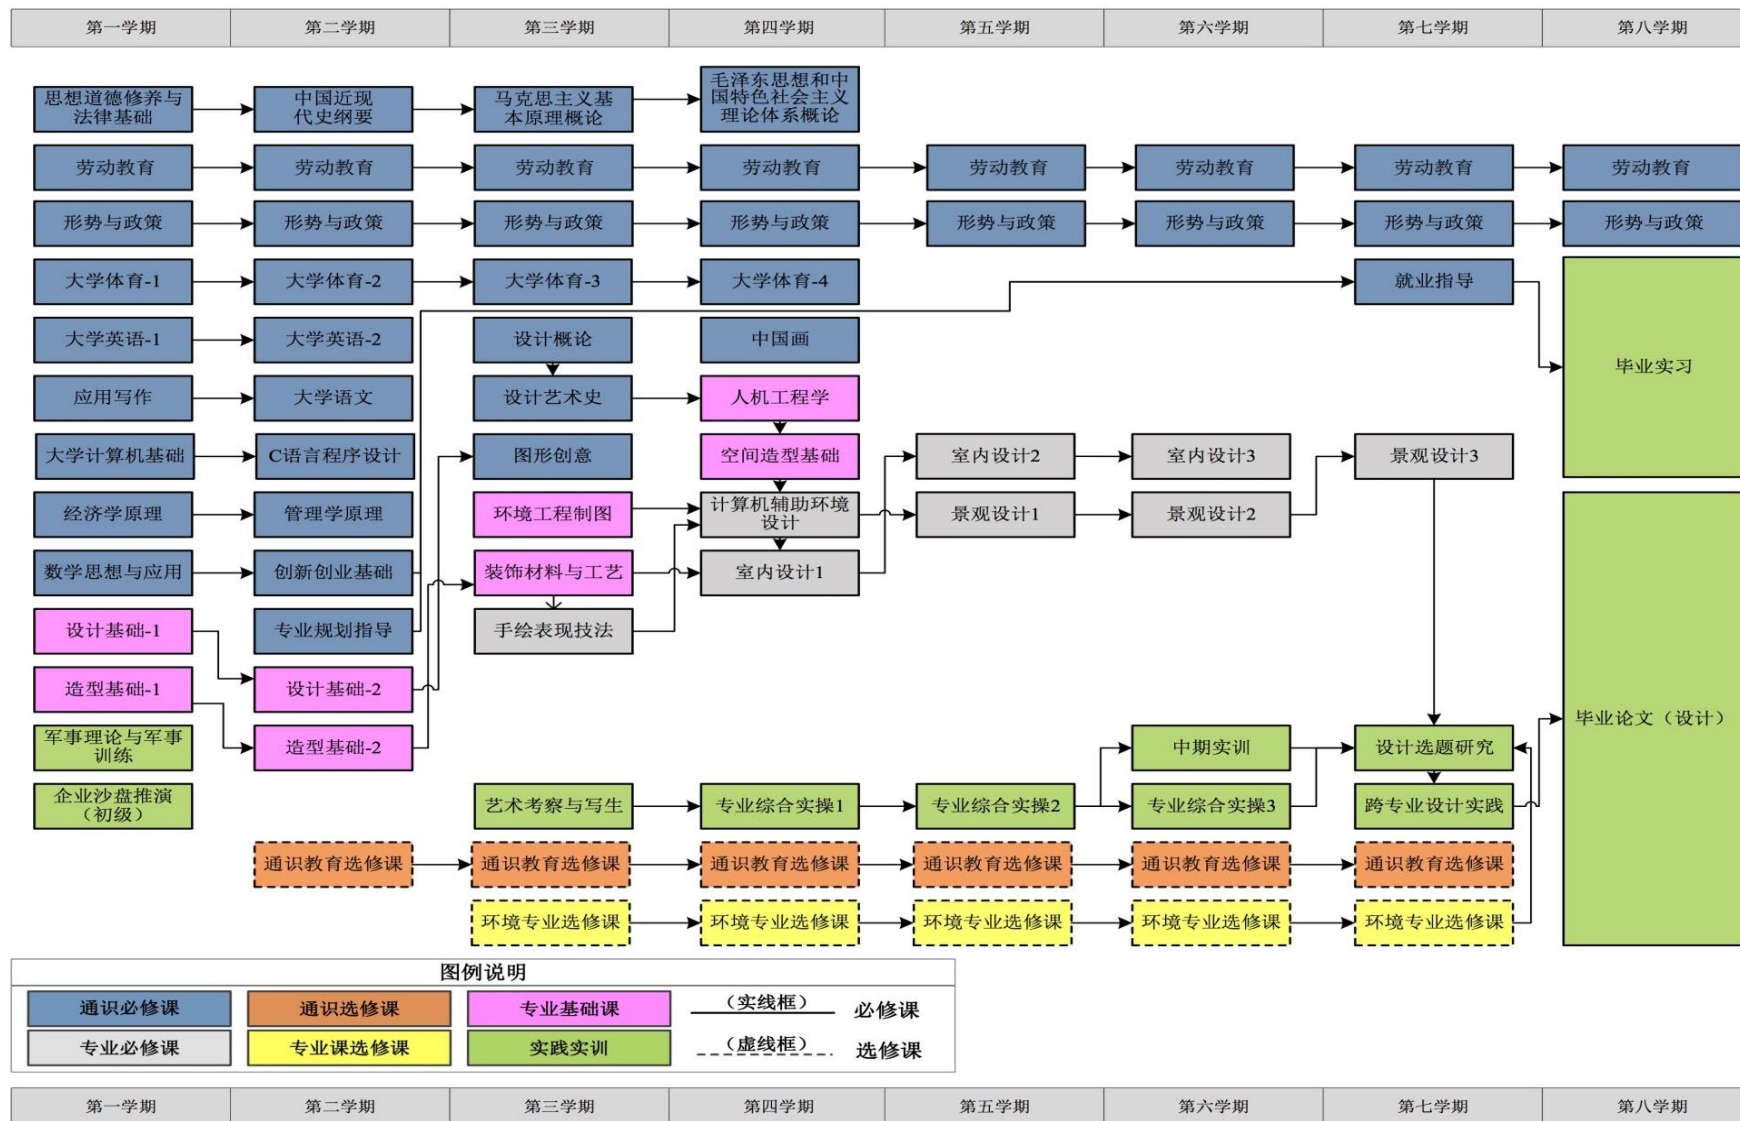 第一学期 第二学期 第三学期 第四学期 第五学期 第六学期 第七学期 第八学期
思想道德修养与
法律基础
中国近现
代史纲要
马克思主义基
本原理概论
毛泽东思想和中
国特色社会主义
理论体系概论
劳动教育 劳动教育 劳动教育 劳动教育 劳动教育 劳动教育 劳动教育 劳动教育
形势与政策 形势与政策 形势与政策 形势与政策 形势与政策 形势与政策 形势与政策 形势与政策
大学体育-1 大学体育-2 大学体育-3 大学体育-4 就业指导
大学英语-1 大学英语-2 设计概论 中国画
毕业实习
应用写作 大学语文 设计艺术史 人机工程学
大学计算机基础 C语言程序设计 图形创意 空间造型基础 室内设计2 室内设计3 景观设计3
经济学原理 管理学原理 环境工程制图
计算机辅助环境
设计
景观设计1 景观设计2
数学思想与应用 创新创业基础 装饰材料与工艺 室内设计1
设计基础-1 专业规划指导 手绘表现技法
造型基础-1 设计基础-2
毕业论文（设计）
军事理论与军事
训练
造型基础-2 中期实训 设计选题研究
企业沙盘推演
（初级）
艺术考察与写生 专业综合实操1 专业综合实操2 专业综合实操3 跨专业设计实践
通识教育选修课 通识教育选修课 通识教育选修课 通识教育选修课 通识教育选修课 通识教育选修课
环境专业选修课 环境专业选修课 环境专业选修课 环境专业选修课 环境专业选修课
图例说明
通识必修课 通识选修课 专业基础课 （实线框） 必修课
专业必修课 专业课选修课 实践实训 （虚线框） 选修课
第一学期 第二学期 第三学期 第四学期 第五学期 第六学期 第七学期 第八学期